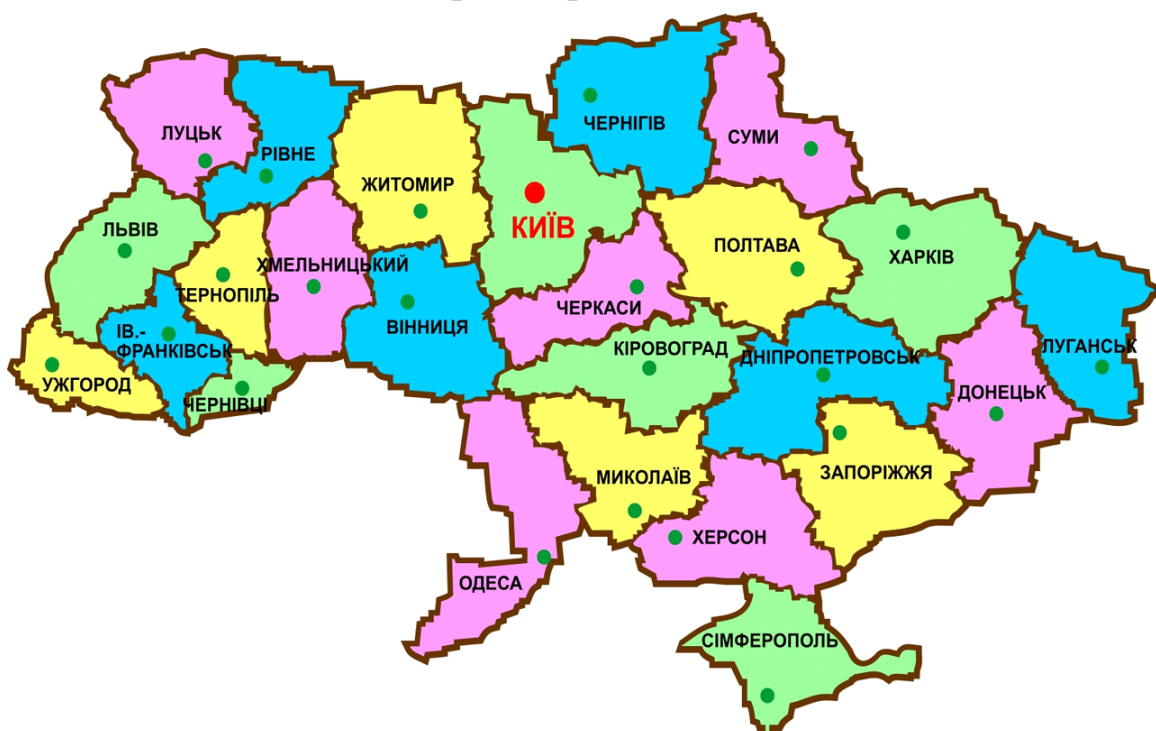 ЧЕРНІГІВ
СУМИ
ЛУЦЬК
РІВНЕ
ЖИТОМИР
КИЇВ
ЛЬВІВ
ПОЛТАВА
ХАРКІВ
ХМЕЛЬНИЦЬКИЙ
ТЕРНОПІЛЬ
ЧЕРКАСИ
ВІННИЦЯ
ІВ.-
ФРАНКІВСЬК
КІРОВОГРАД
ДНІПРОПЕТРОВСЬК
ЛУГАНСЬК
УЖГОРОД
ДОНЕЦЬК
ЧЕРНІВЦІ
ЗАПОРІЖЖЯ
МИКОЛАЇВ
ХЕРСОН
ОДЕСА
СІМФЕРОПОЛЬ